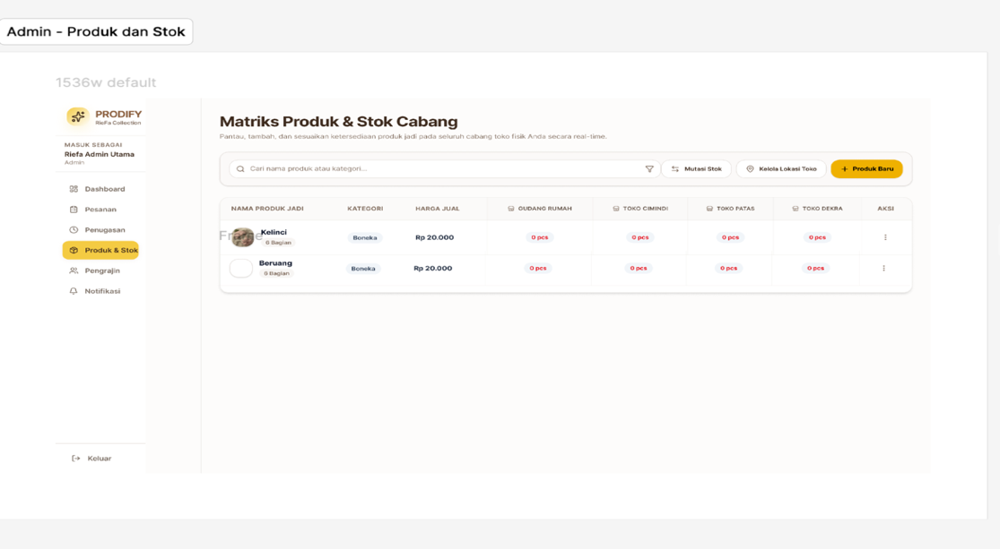 Admin - Produk dan Stok
1536w default
PRODIFY
RieFa Collection
MASUK SEBAGAI
Riefa Admin Utama
Admin
Dashboard
Pesanan
Penugasan
Produk & Stok
Pengrajin
Notifikasi
Keluar
Matriks Produk & Stok Cabang
Pantau, tambah, dan sesuaikan ketersediaan produk jadi pada seluruh cabang toko fisik Anda secara real-time.
Cari nama produk atau kategori...
Mutasi Stok
Kelola Lokasi Toko
+ Produk Baru
NAMA PRODUK JADI KATEGORI HARGA JUAL GUDANG RUMAH TOKO CIMINDI TOKO PATAS TOKO DEKRA AKSI
Frame
Kelinci Boneka Rp 20.000 0 pcs 0 pcs 0 pcs 0 pcs
Bagian
Beruang Boneka Rp 20.000 0 pcs 0 pcs 0 pcs 0 pcs
Bagian